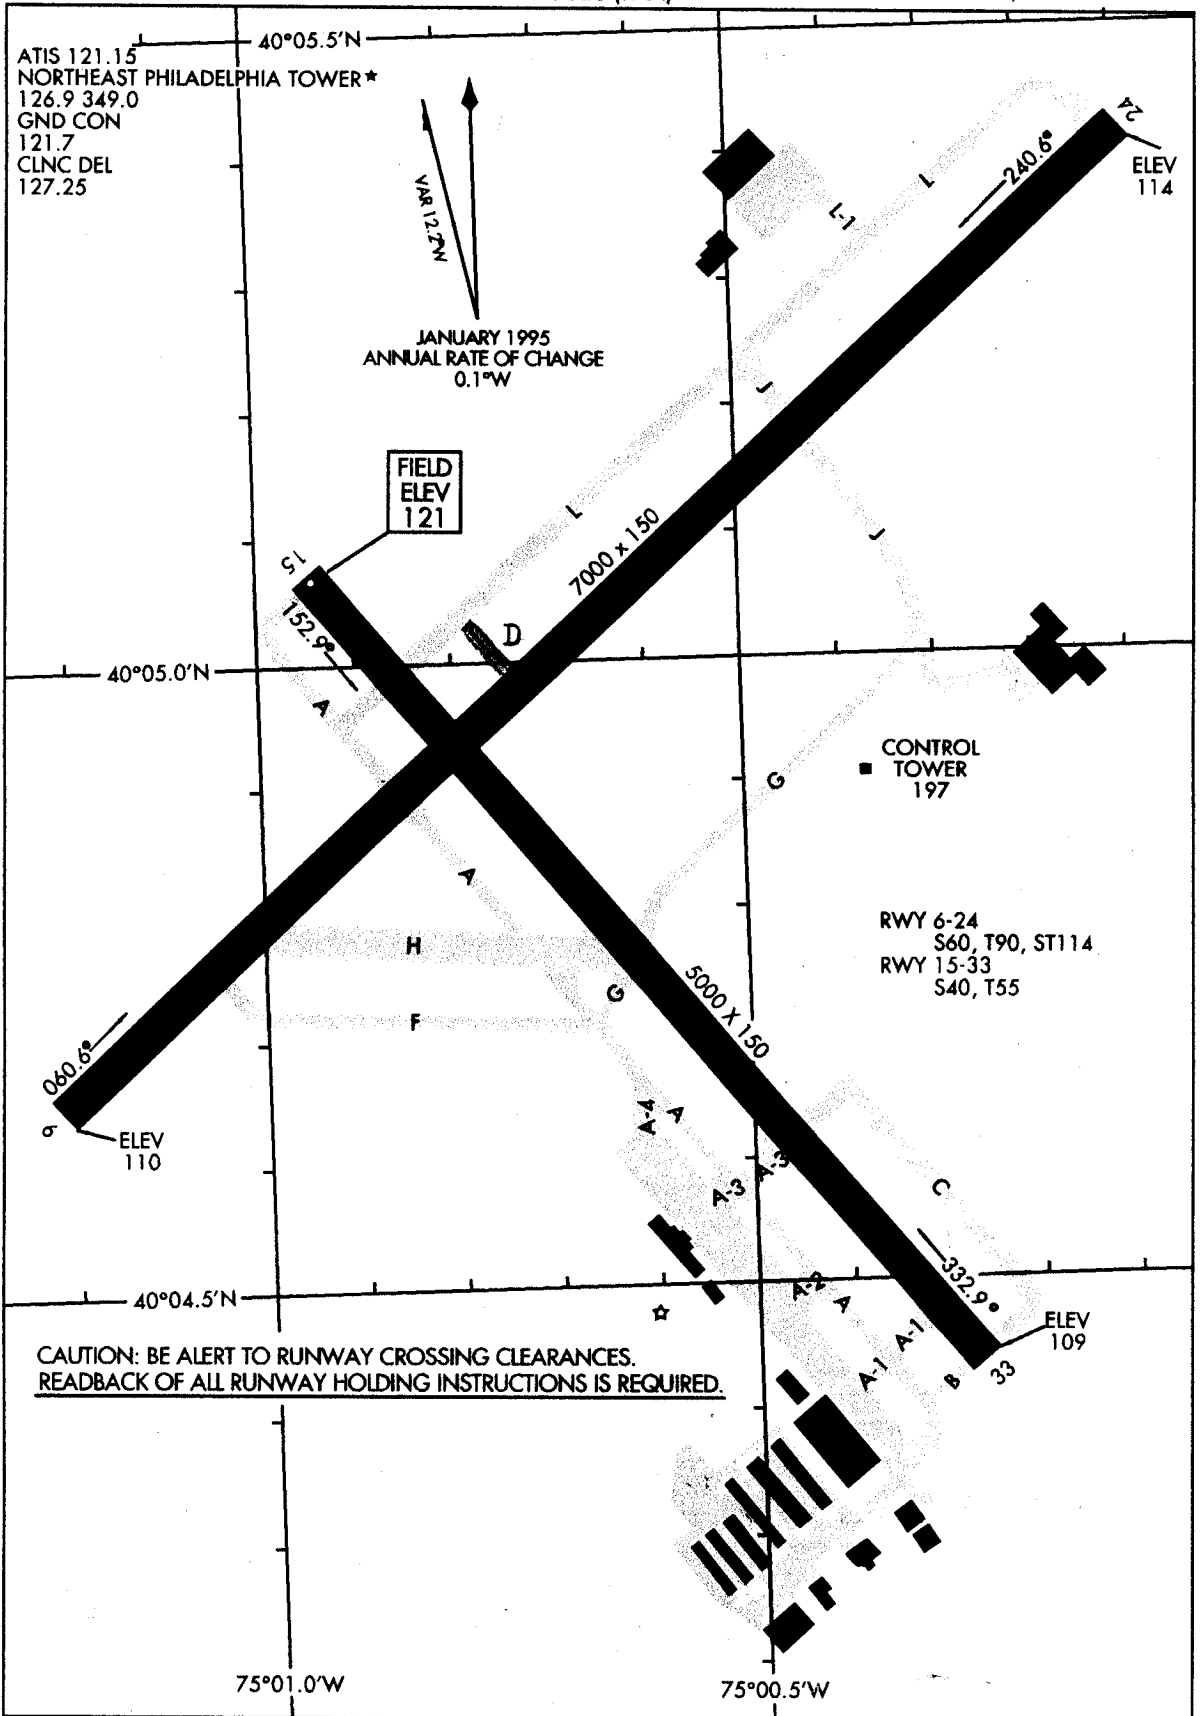 40°05.5'N
ATIS 121.15
NORTHEAST PHILADELPHIA TOWER★
126.9 349.0
GND CON
121.7
CLNC DEL
127.25
VAR 12.2°W
JANUARY 1995
ANNUAL RATE OF CHANGE
0.1°W
24
240.6°
ELEV
114
L
L-1
J
FIELD
ELEV
121
L
7000 x 150
J
15
152.9°
D
40°05.0'N
A
CONTROL
TOWER
197
G
A
H
RWY 6-24
S60, T90, ST114
RWY 15-33
S40, T55
G
5000 X 150
F
060.6°
6
ELEV
110
A-4
A
A-3
A-3
C
332.9°
40°04.5'N
A-2
A
A-1
A-1
ELEV
109
B
33
CAUTION: BE ALERT TO RUNWAY CROSSING CLEARANCES.
READBACK OF ALL RUNWAY HOLDING INSTRUCTIONS IS REQUIRED.
75°01.0'W
75°00.5'W